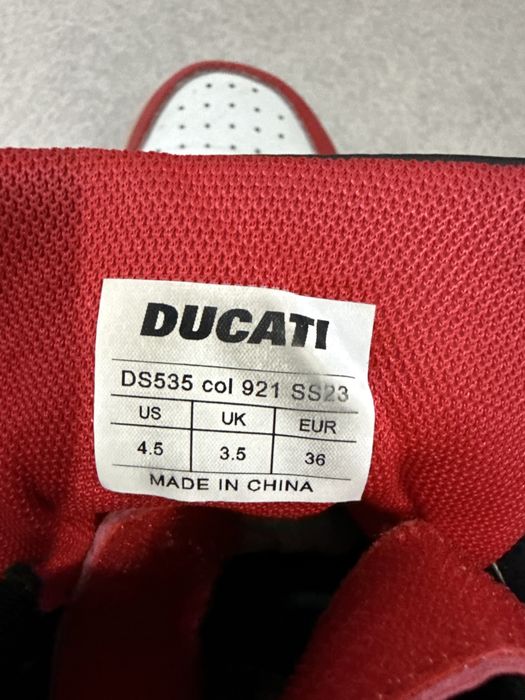 DUCATI
DS535 col 921 SS23
US UK EUR
4.5 3.5 36
MADE IN CHINA